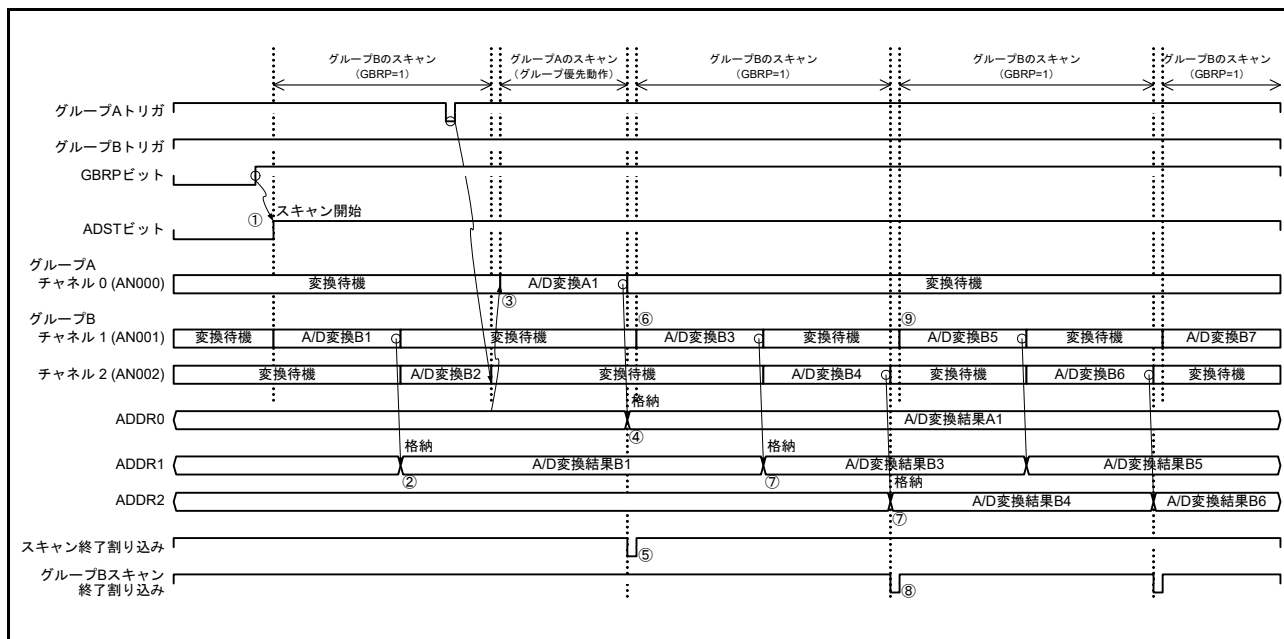 グループBのスキャン
(GBRP=1)
グループAのスキャン
(グループ優先動作)
グループBのスキャン
(GBRP=1)
グループBのスキャン
(GBRP=1)
グループBのスキャン
(GBRP=1)
グループAトリガ
グループBトリガ
GBRPビット
① スキャン開始
ADSTビット
グループA
チャネル 0 (AN000) 変換待機 A/D変換A1 変換待機
③
グループB
⑥ ⑨
チャネル 1 (AN001) 変換待機 A/D変換B1 変換待機 A/D変換B3 変換待機 A/D変換B5 変換待機 A/D変換B7
チャネル 2 (AN002) 変換待機 A/D変換B2 変換待機 A/D変換B4 変換待機 A/D変換B6 変換待機
格納
ADDR0 A/D変換結果A1
④
格納 格納
ADDR1 A/D変換結果B1 A/D変換結果B3 A/D変換結果B5
② ⑦
格納
ADDR2 A/D変換結果B4 A/D変換結果B6
⑦
スキャン終了割り込み
⑤
グループBスキャン
終了割り込み
⑧